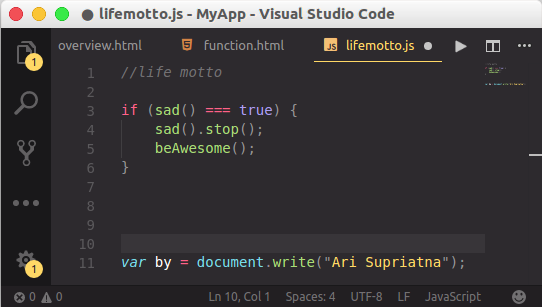 ● lifemotto.js - MyApp - Visual Studio Code
overview.html function.html JS lifemotto.js
1
1 //life motto
2
3 if (sad() === true) {
4 sad().stop();
5 beAwesome();
6 }
7
8
9
10
11 var by = document.write("Ari Supriatna");
1
0 0 Ln 10, Col 1 Spaces: 4 UTF-8 LF JavaScript